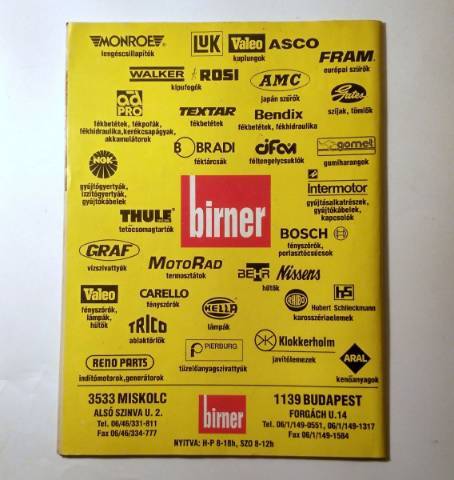 MONROE
lengéscsillapítók
LUK Valeo ASCO
kuplungok
FRAM
európai szűrők
WALKER ROSI
kipufogók
AMC
japán szűrők
Gates
szíjak, tömlők
ad PRO
fékbetétek, fékpofák,
fékhidraulika, kerékcsapágyak,
akkumulátorok
TEXTAR
fékbetétek
Bendix
fékbetétek, fékhidraulika
BRADI
féktárcsák
cifam
féltengelycsuklók
gomet
gumiharangok
NGK
gyújtógyertyák,
izzítógyertyák,
gyújtókábelek
birner
Intermotor
gyújtásalkatrészek,
gyújtókábelek,
kapcsolók
THULE
tetőcsomagtartók
BOSCH
fényszórók,
porlasztócsúcsok
GRAF
vízszivattyúk
MOTORAD
termosztátok
BEHR Nissens
hűtők
Valeo
fényszórók,
lámpák,
hűtők
CARELLO
fényszórók
HELLA
lámpák
hs
Hubert Schlieckmann
karosszériaelemek
TRICO
ablaktörlők
PIERBURG
tüzelőanyagszivattyúk
Klokkerholm
javítólemezek
ARAL
kenőanyagok
RENO PARTS
indítómotorok, generátorok
3533 MISKOLC
ALSÓ SZINVA U. 2.
Tel. 06/46/331-811
Fax 06/46/334-777
birner
1139 BUDAPEST
FORGÁCH U.14
Tel. 06/1/149-0551, 06/1/149-1317
Fax 06/1/149-1584
NYITVA: H-P 8-18h, SZO 8-12h